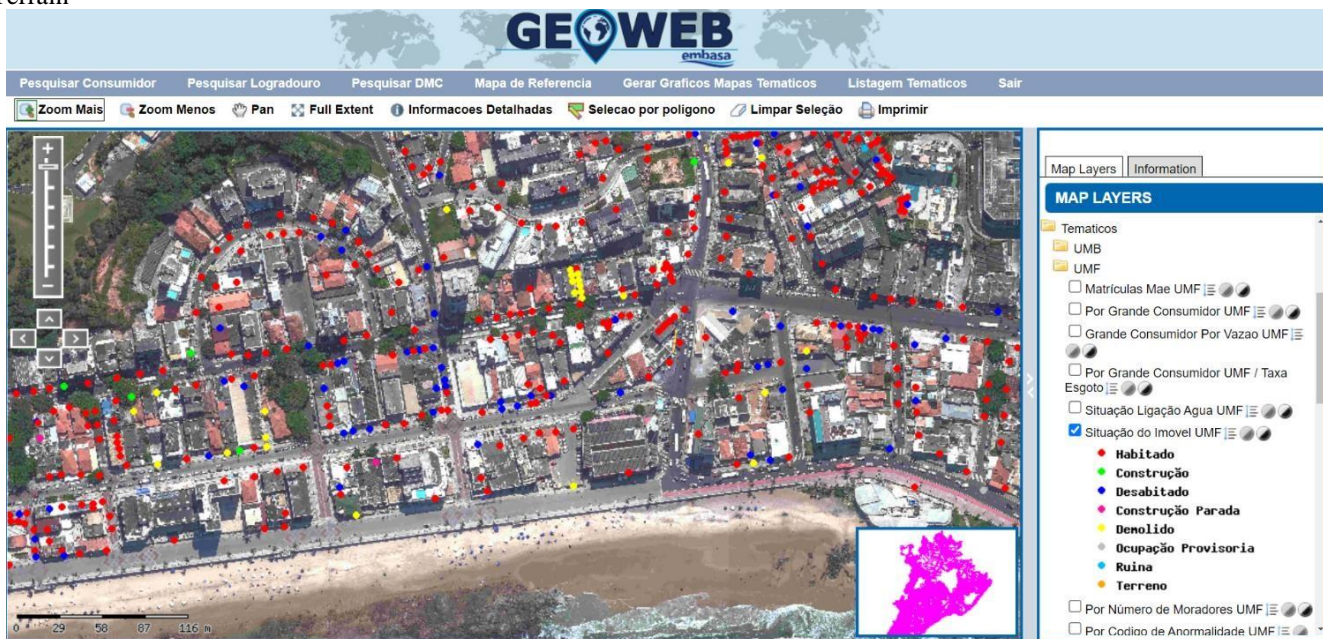 GEOWEB
embasa
Pesquisar Consumidor Pesquisar Logradouro Pesquisar DMC Mapa de Referencia Gerar Graficos Mapas Tematicos Listagem Tematicos Sair
Zoom Mais Zoom Menos Pan Full Extent Informacoes Detalhadas Selecao por poligono Limpar Seleção Imprimir
Map Layers Information
MAP LAYERS
Tematicos
UMB
UMF
Matrículas Mae UMF
Por Grande Consumidor UMF
Grande Consumidor Por Vazao UMF
Por Grande Consumidor UMF / Taxa
Esgoto
Situação Ligação Agua UMF
Situação do Imovel UMF
Habitado
Construção
Desabitado
Construção Parada
Demolido
Ocupação Provisoria
Ruina
Terreno
Por Número de Moradores UMF
Por Codigo de Anormalidade UMF
0 29 58 87 116 m